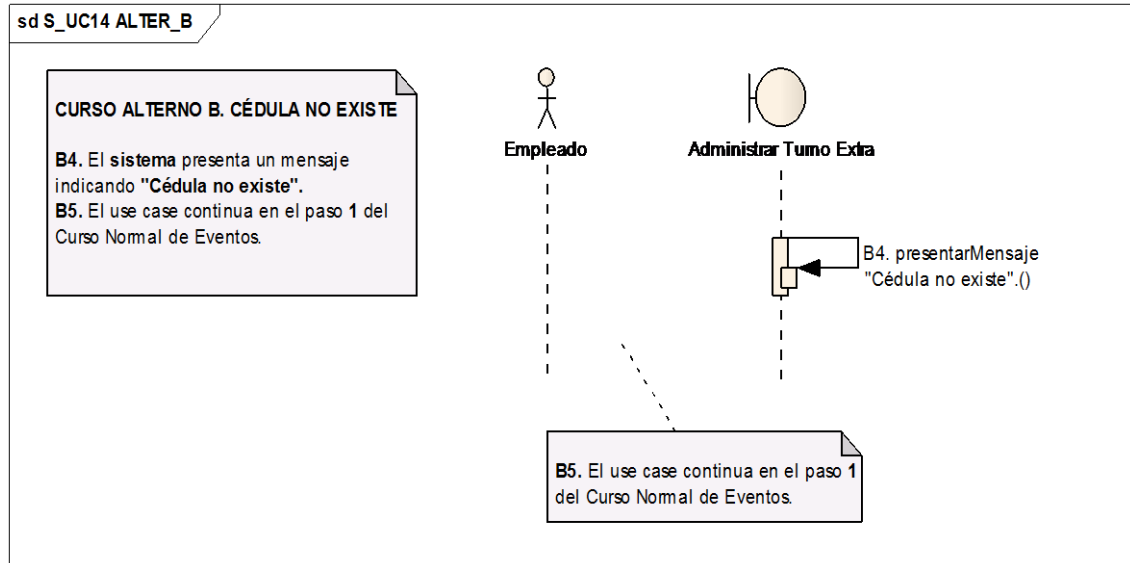 sd S_UC14 ALTER_B
CURSO ALTERNO B. CÉDULA NO EXISTE
B4. El sistema presenta un mensaje
indicando "Cédula no existe".
B5. El use case continua en el paso 1 del
Curso Normal de Eventos.
Empleado
Administrar Turno Extra
B4. presentarMensaje
"Cédula no existe".()
B5. El use case continua en el paso 1
del Curso Normal de Eventos.